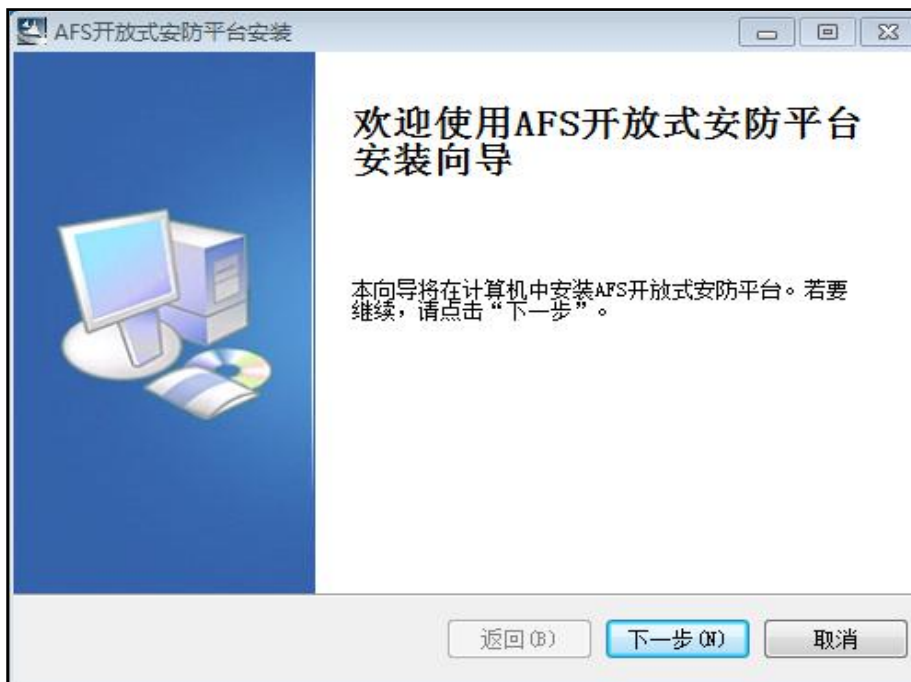 AFS开放式安防平台安装
欢迎使用AFS开放式安防平台
安装向导
本向导将在计算机中安装AFS开放式安防平台。若要
继续，请点击“下一步”。
返回(B)
下一步(N)
取消